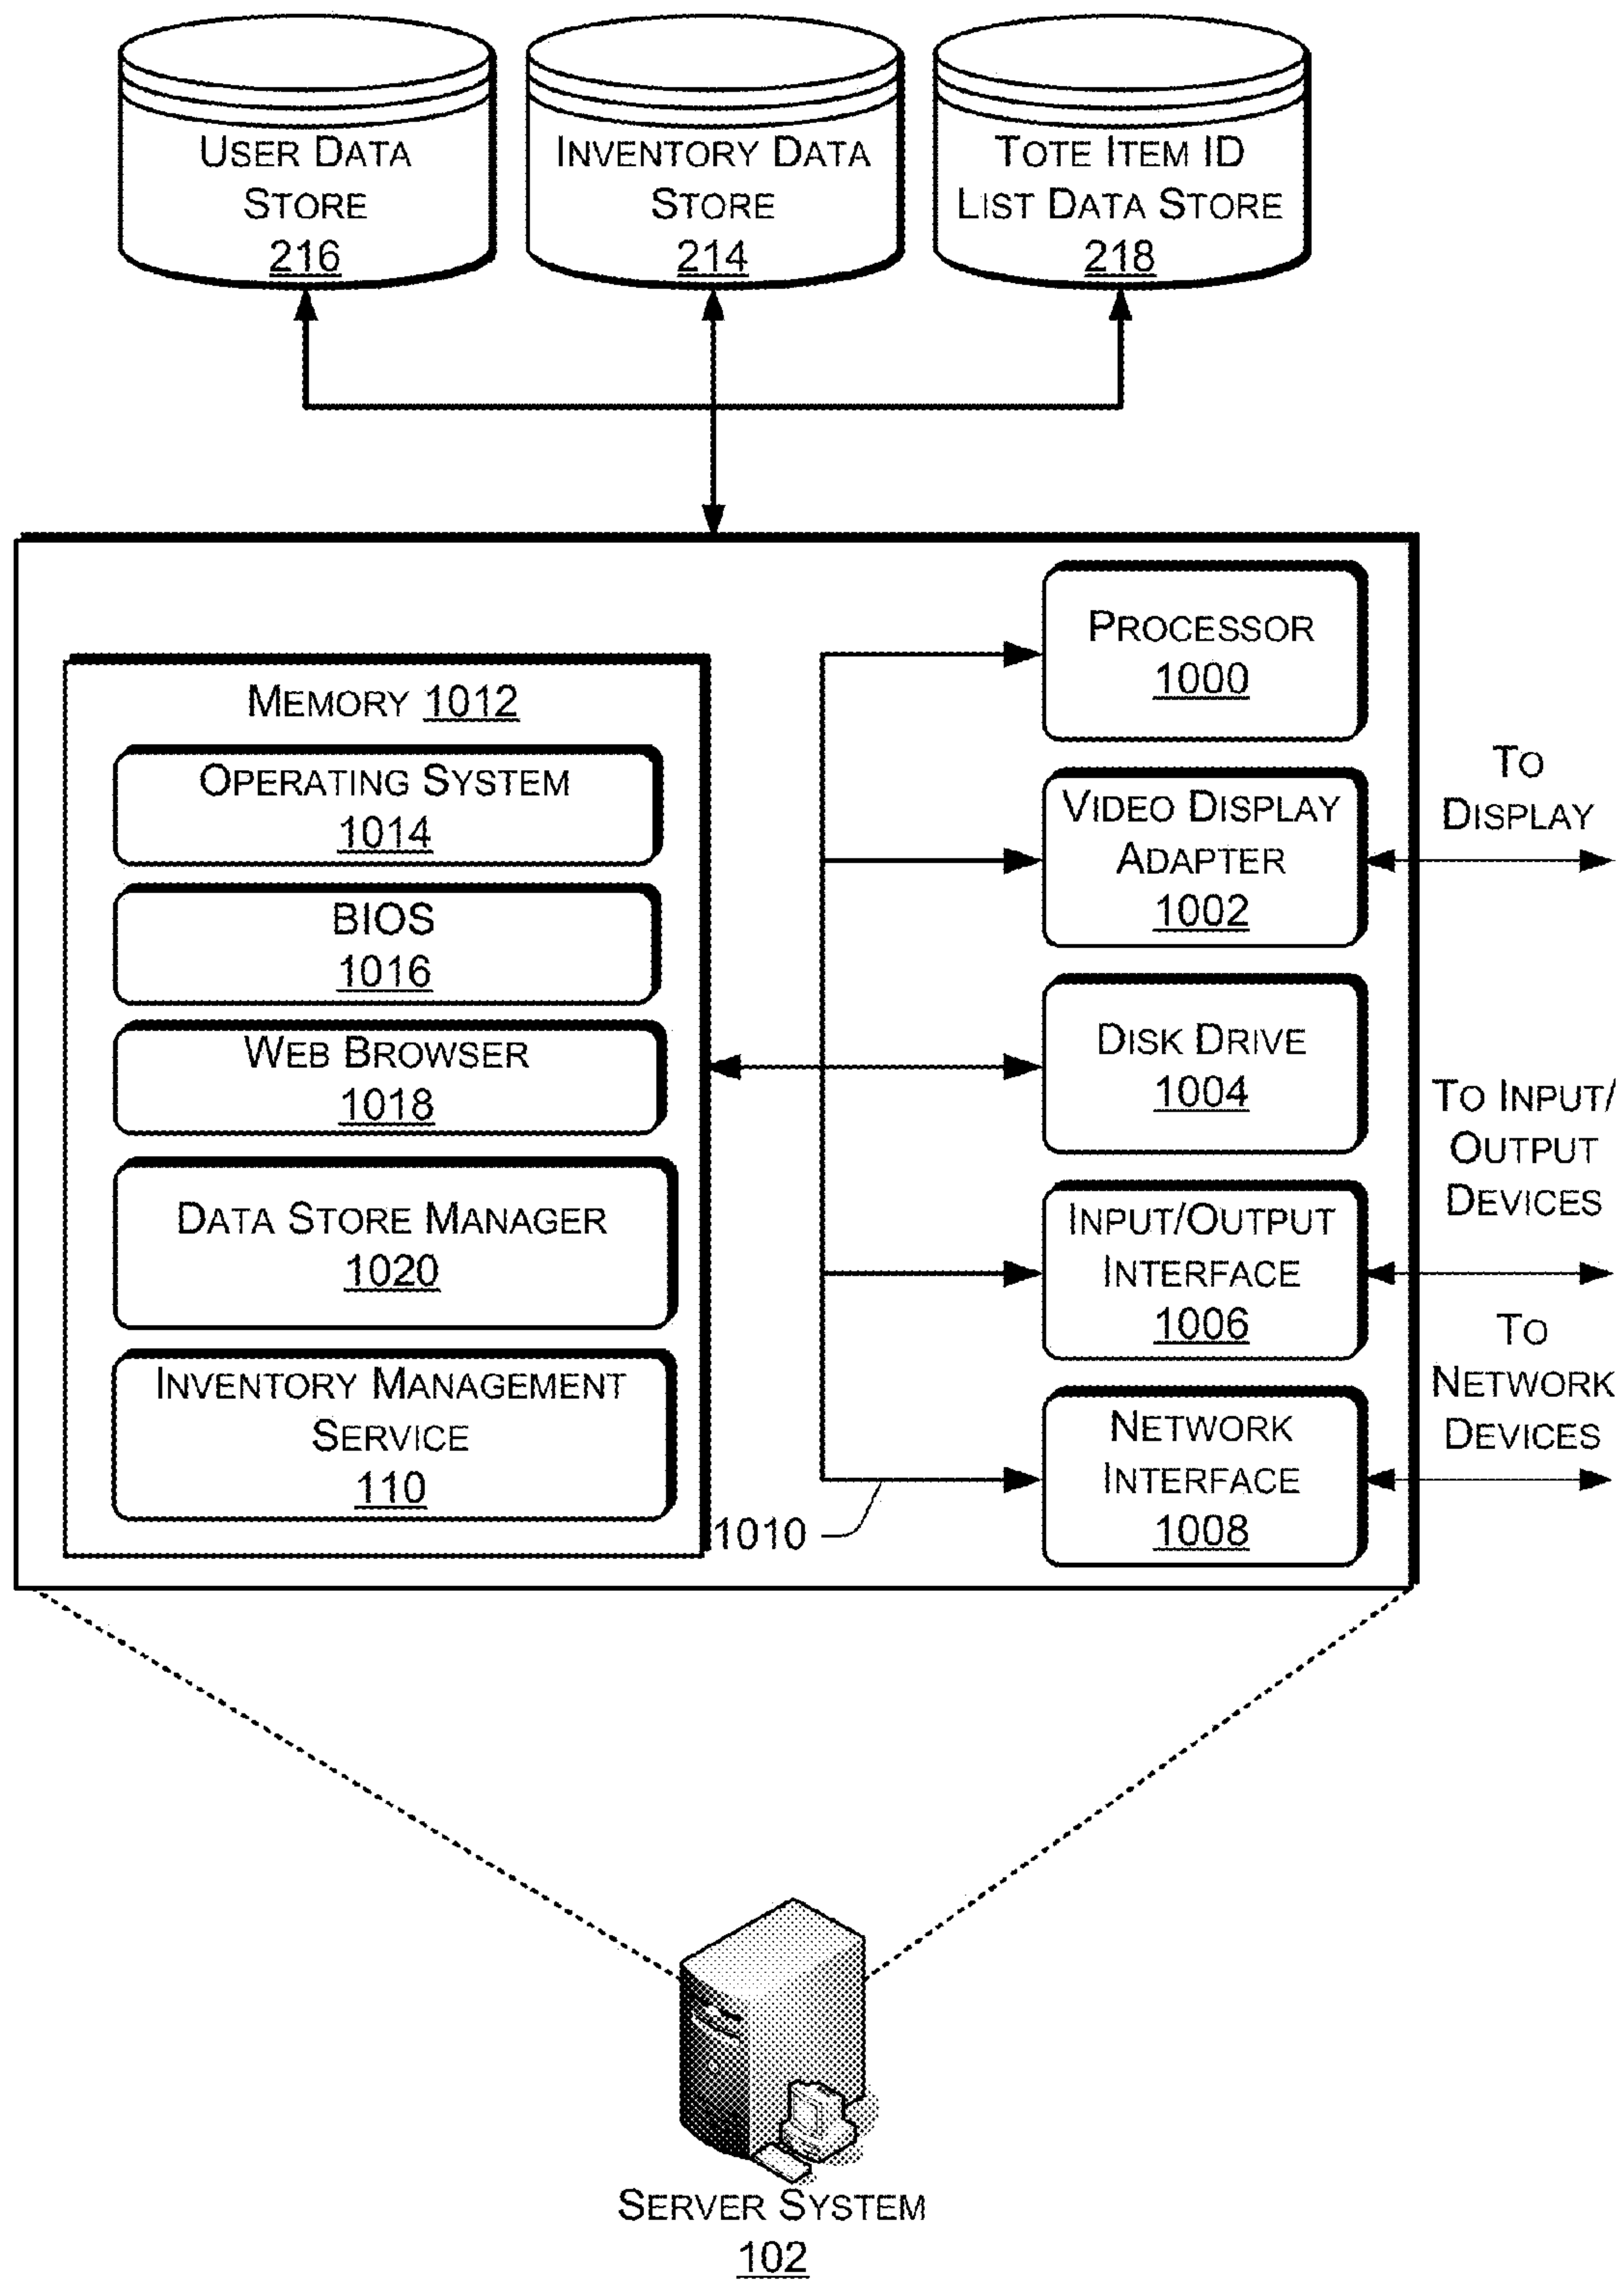 USER DATA
STORE
216
INVENTORY DATA
STORE
214
TOTE ITEM ID
LIST DATA STORE
218
MEMORY 1012
OPERATING SYSTEM
1014
BIOS
1016
WEB BROWSER
1018
DATA STORE MANAGER
1020
INVENTORY MANAGEMENT
SERVICE
110
PROCESSOR
1000
VIDEO DISPLAY
ADAPTER
1002
DISK DRIVE
1004
INPUT/OUTPUT
INTERFACE
1006
NETWORK
INTERFACE
1008
1010
TO
DISPLAY
TO INPUT/
OUTPUT
DEVICES
TO
NETWORK
DEVICES
SERVER SYSTEM
102